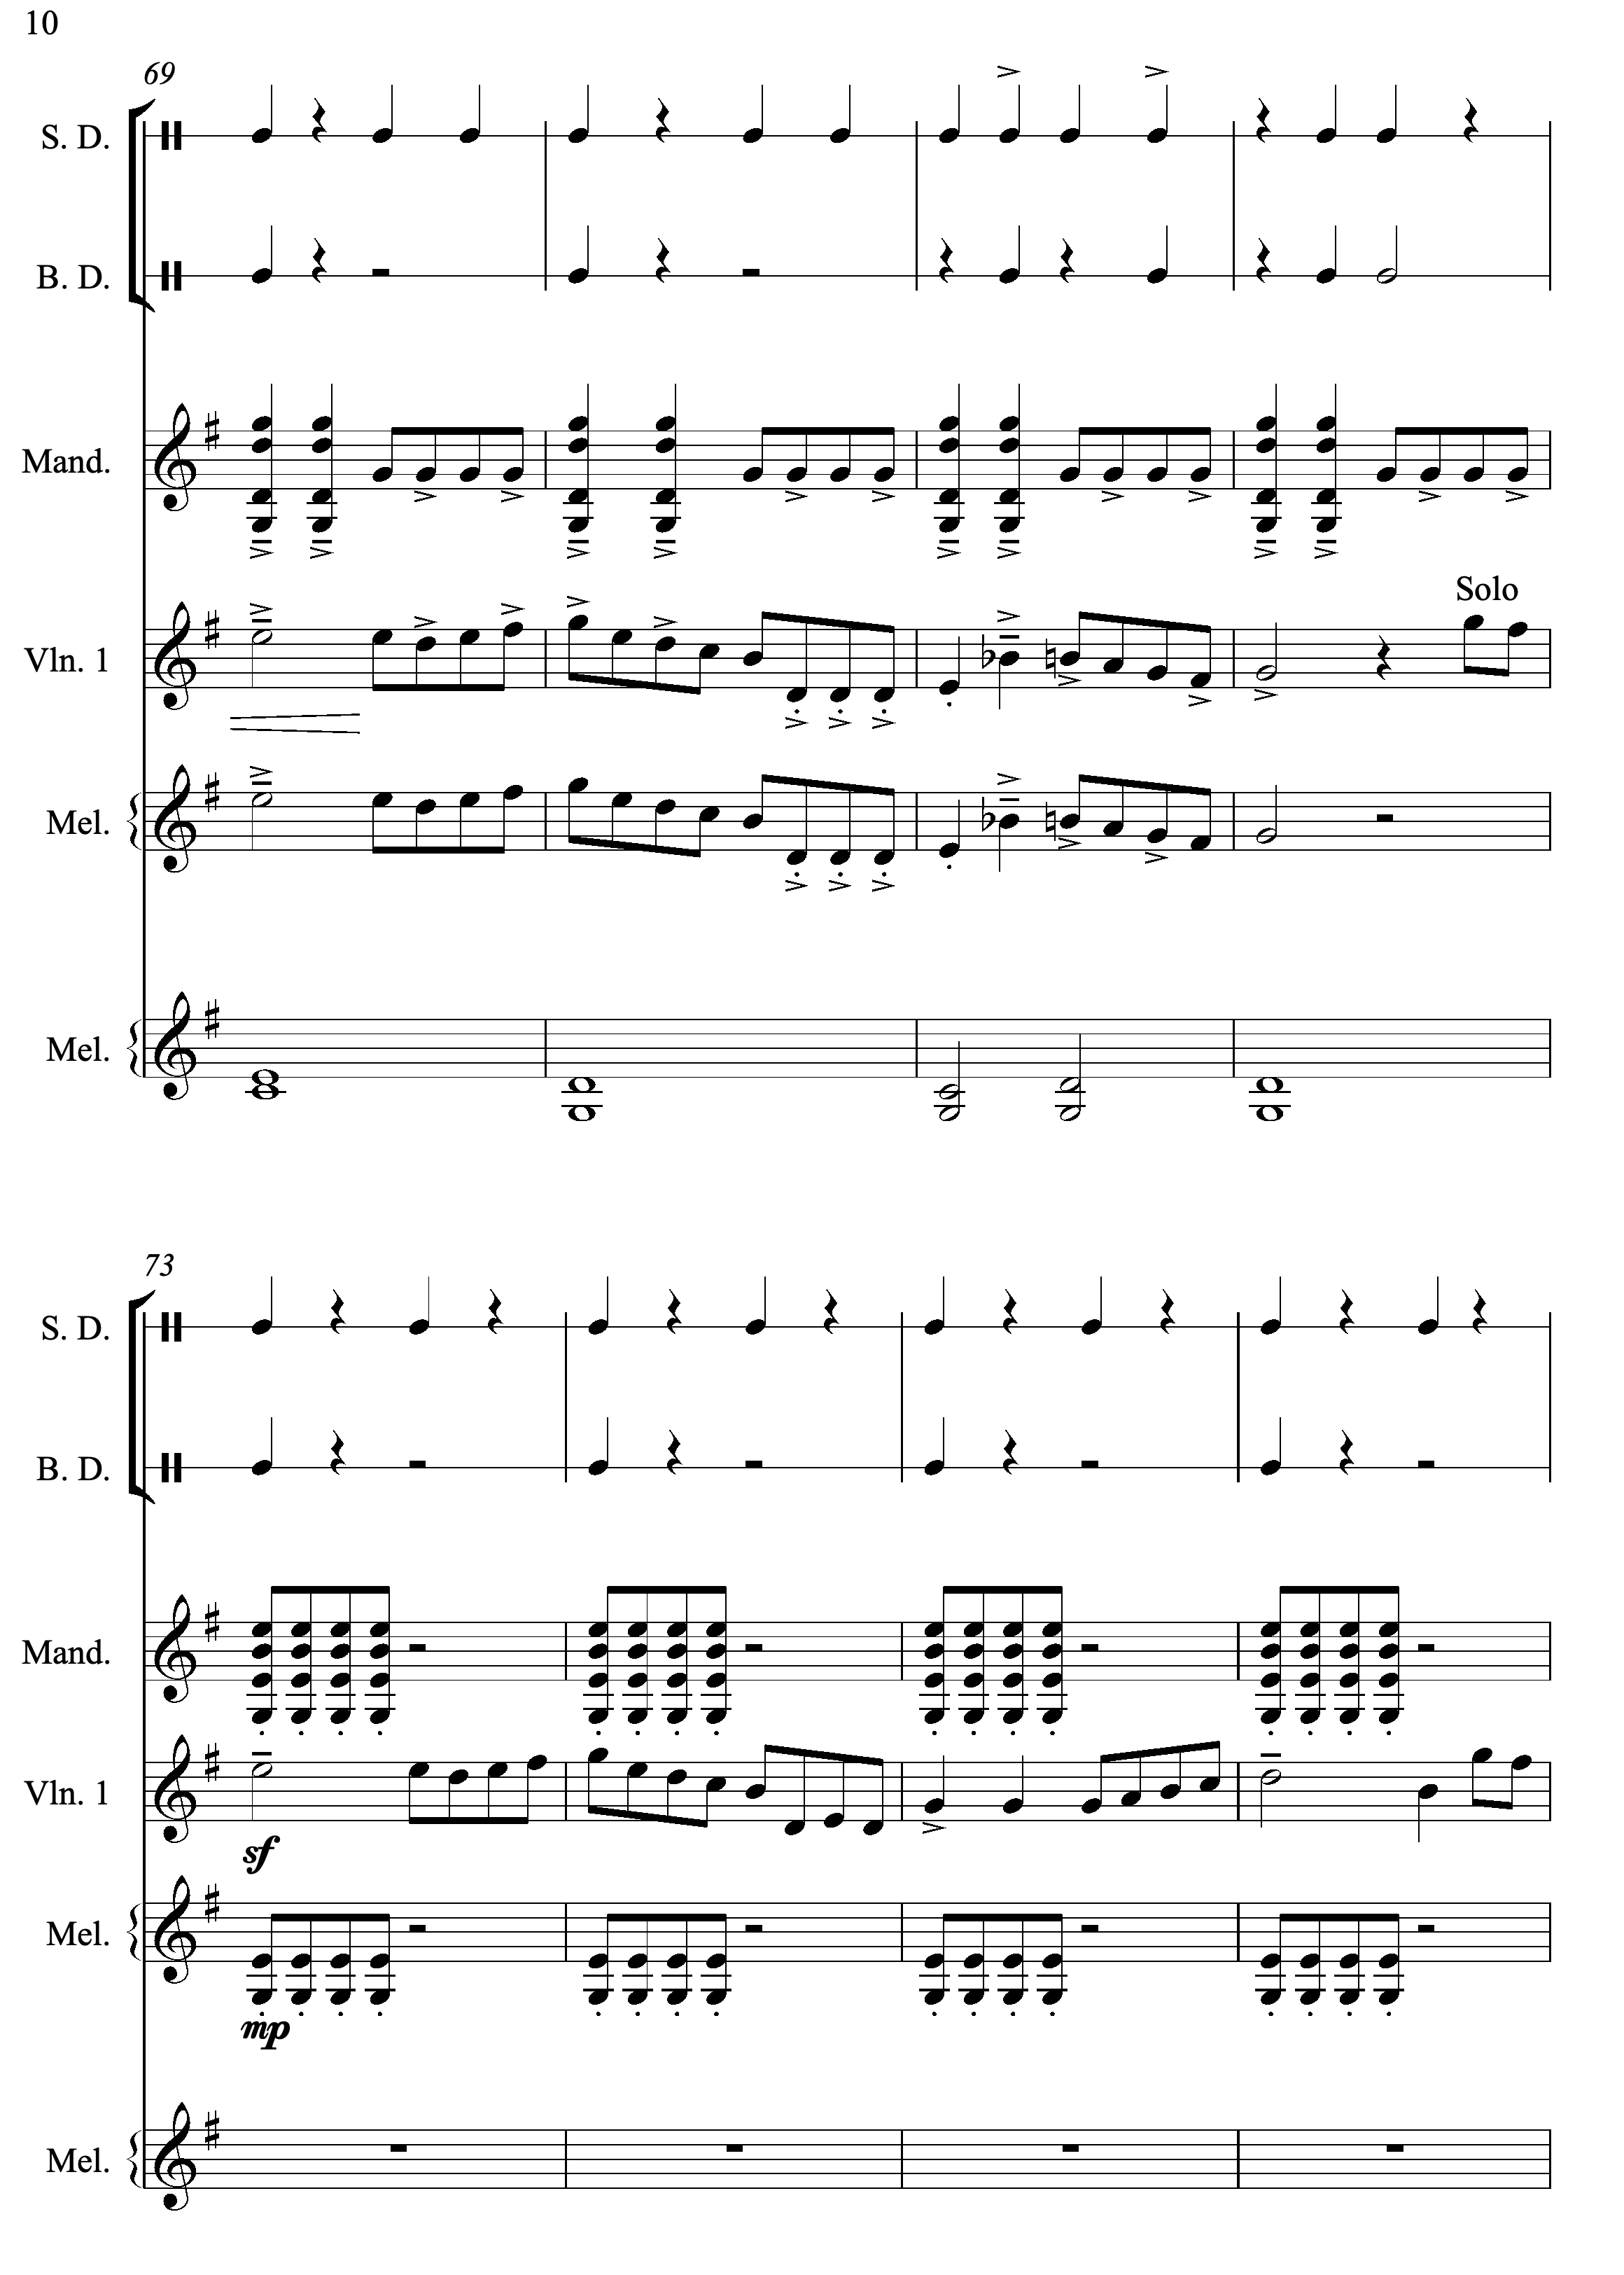 10
69
S. D.
B. D.
Mand.
Solo
Vln. 1
Mel.
Mel.
73
S. D.
B. D.
Mand.
Vln. 1
sf
Mel.
mp
Mel.